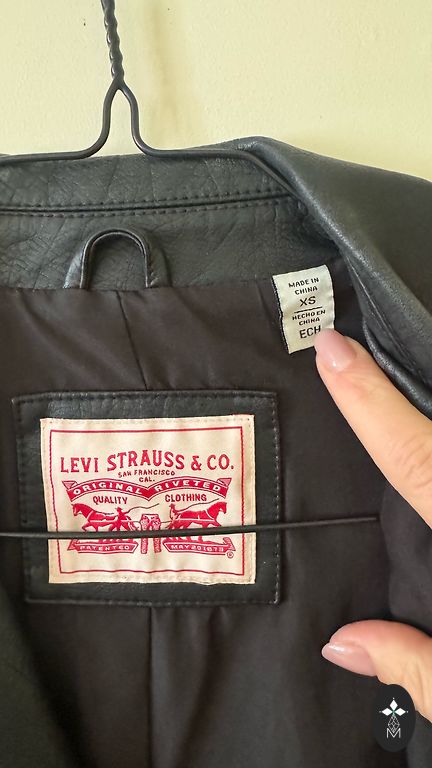 MADE IN
CHINA
XS
HECHO EN
CHINA
ECH
LEVI STRAUSS & CO.
SAN FRANCISCO
CAL.
ORIGINAL RIVETED
QUALITY CLOTHING
PATENTED MAY 20 1873
®
M